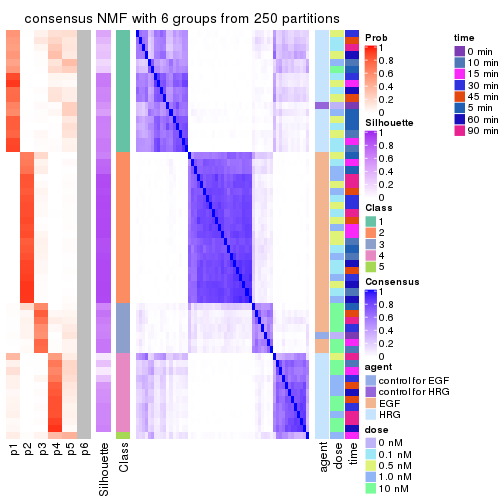 consensus NMF with 6 groups from 250 partitions
Prob
1
0.8
0.6
0.4
0.2
0
Silhouette
1
0.8
0.6
0.4
0.2
0
Class
1
2
3
4
5
Consensus
1
0.8
0.6
0.4
0.2
0
agent
control for EGF
control for HRG
EGF
HRG
dose
0 nM
0.1 nM
0.5 nM
1.0 nM
10 nM
time
0 min
10 min
15 min
30 min
45 min
5 min
60 min
90 min
p1
p2
p3
p4
p5
p6
Silhouette
Class
agent
dose
time